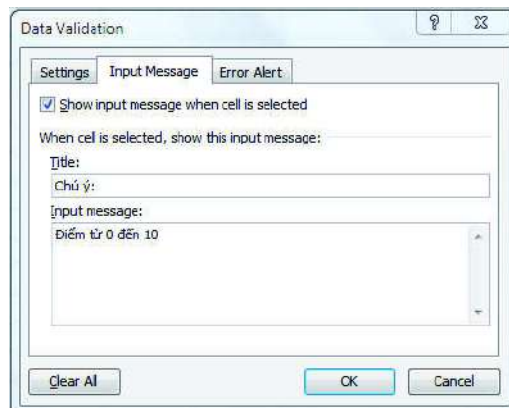 Data Validation
Settings Input Message Error Alert
Show input message when cell is selected
When cell is selected, show this input message:
Title:
Chú ý:
Input message:
Điểm từ 0 đến 10
Clear All OK Cancel